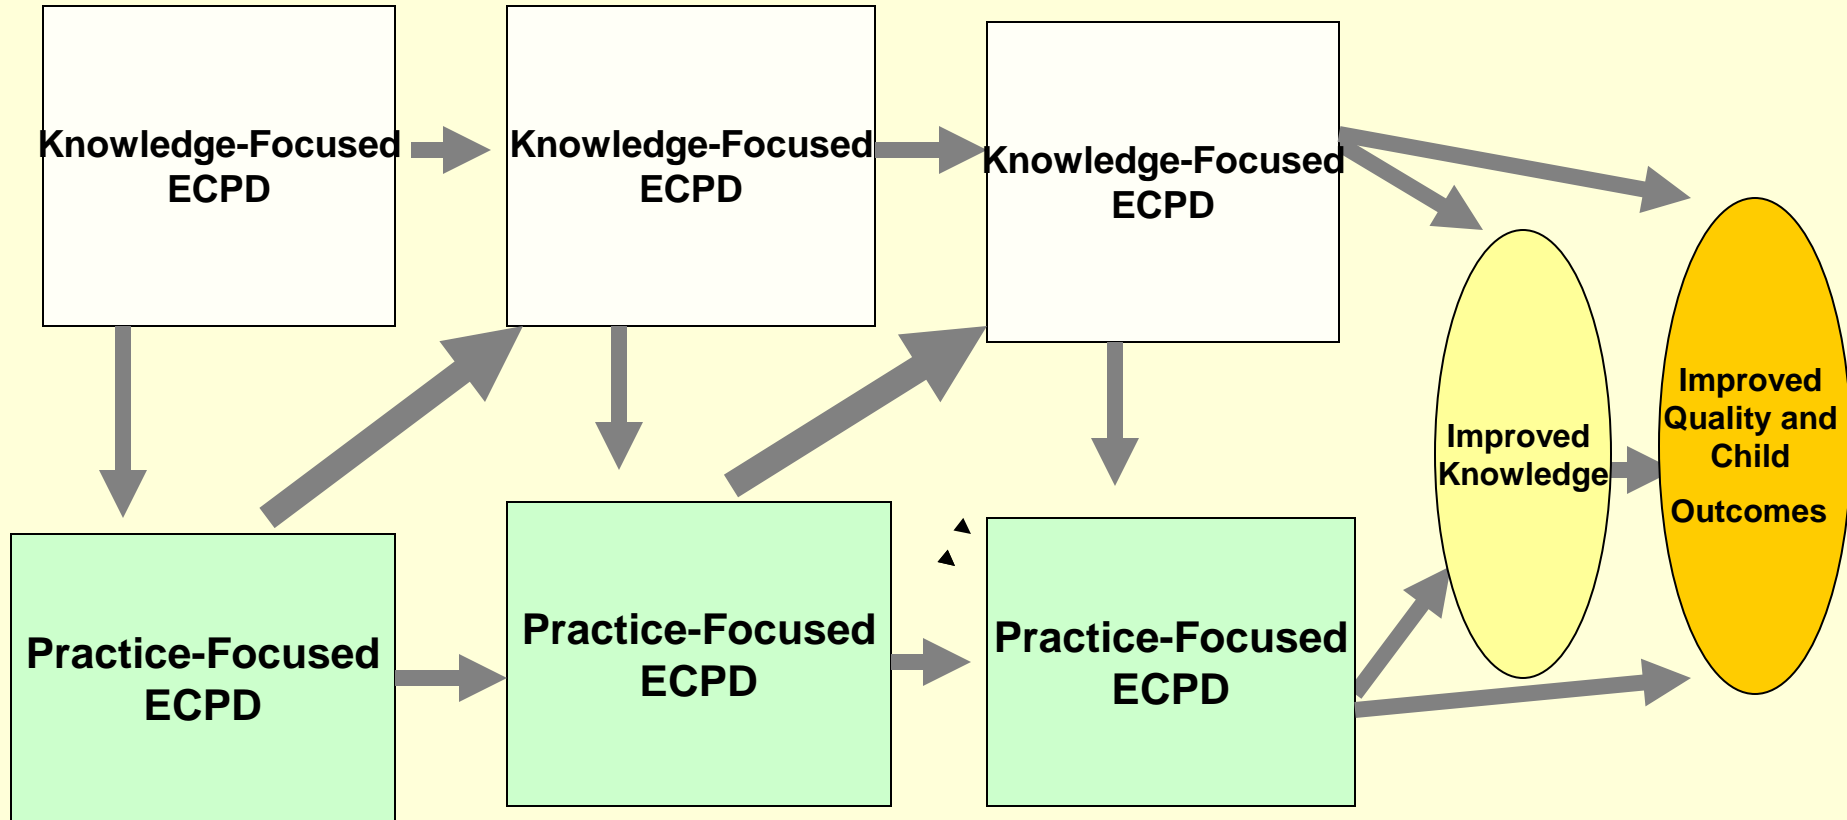 Knowledge-Focused
ECPD
Knowledge-Focused
ECPD
Knowledge-Focused
ECPD
Practice-Focused
ECPD
Practice-Focused
ECPD
Practice-Focused
ECPD
Improved
Knowledge
Improved
Quality and
Child
Outcomes